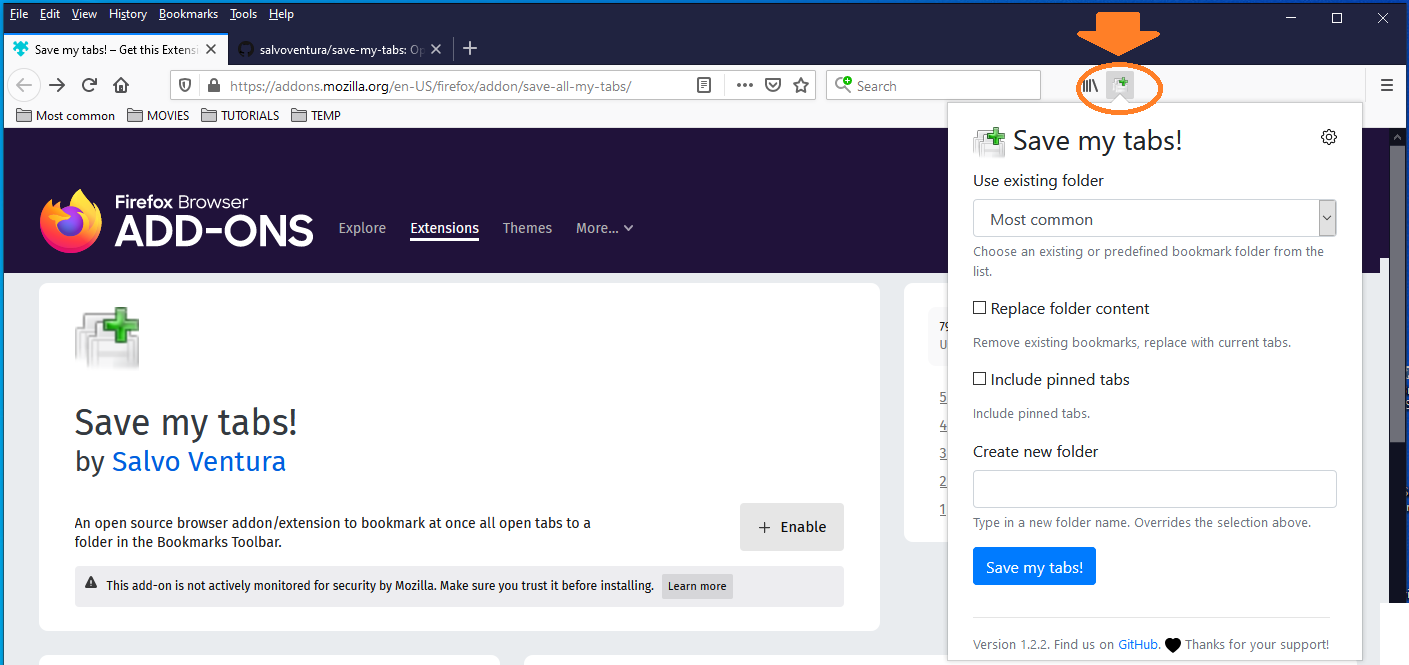 File Edit View History Bookmarks Tools Help
Save my tabs! – Get this Extensi
salvoventura/save-my-tabs: Op
https://addons.mozilla.org/en-US/firefox/addon/save-all-my-tabs/
Search
Most common MOVIES TUTORIALS TEMP
Firefox Browser
ADD-ONS
Explore Extensions Themes More...
Save my tabs!
by Salvo Ventura
An open source browser addon/extension to bookmark at once all open tabs to a
folder in the Bookmarks Toolbar.
+ Enable
This add-on is not actively monitored for security by Mozilla. Make sure you trust it before installing. Learn more
79
U
5
4
3
2
1
Save my tabs!
Use existing folder
Most common
Choose an existing or predefined bookmark folder from the
list.
Replace folder content
Remove existing bookmarks, replace with current tabs.
Include pinned tabs
Include pinned tabs.
Create new folder
Type in a new folder name. Overrides the selection above.
Save my tabs!
Version 1.2.2. Find us on GitHub. 🖤 Thanks for your support!